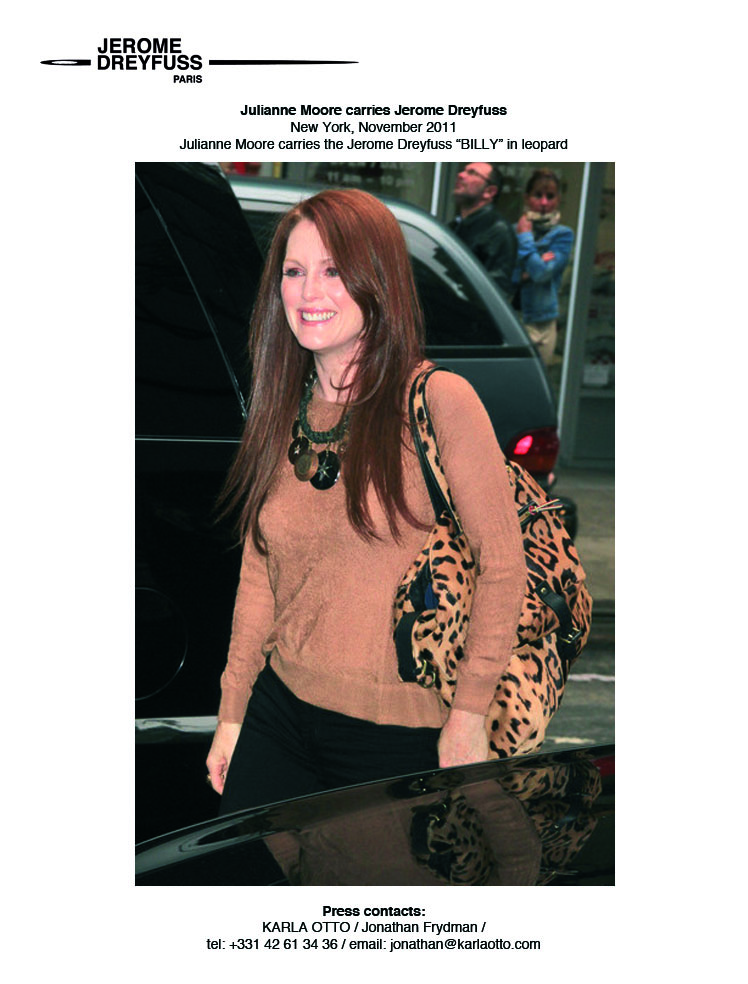 JEROME
DREYFUSS
PARIS
Julianne Moore carries Jerome Dreyfuss
New York, November 2011
Julianne Moore carries the Jerome Dreyfuss “BILLY” in leopard
Press contacts:
KARLA OTTO / Jonathan Frydman /
tel: +331 42 61 34 36 / email: jonathan@karlaotto.com